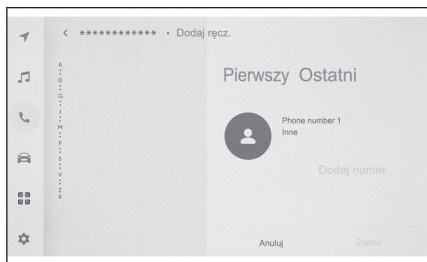 ************ • Dodaj ręcz.
A
D
G
J
M
P
S
V
Z
#
Pierwszy Ostatni
Phone number 1
Inne
Dodaj numer
Anuluj
Zapisz